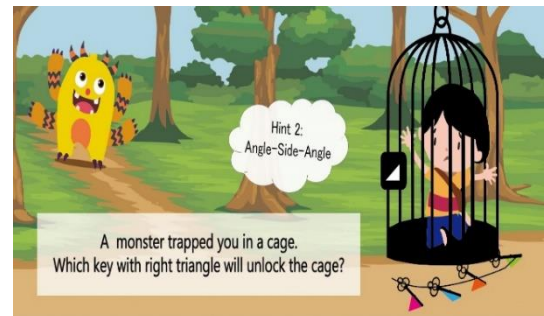 Hint 2:
Angle-Side-Angle
A monster trapped you in a cage.
Which key with right triangle will unlock the cage?